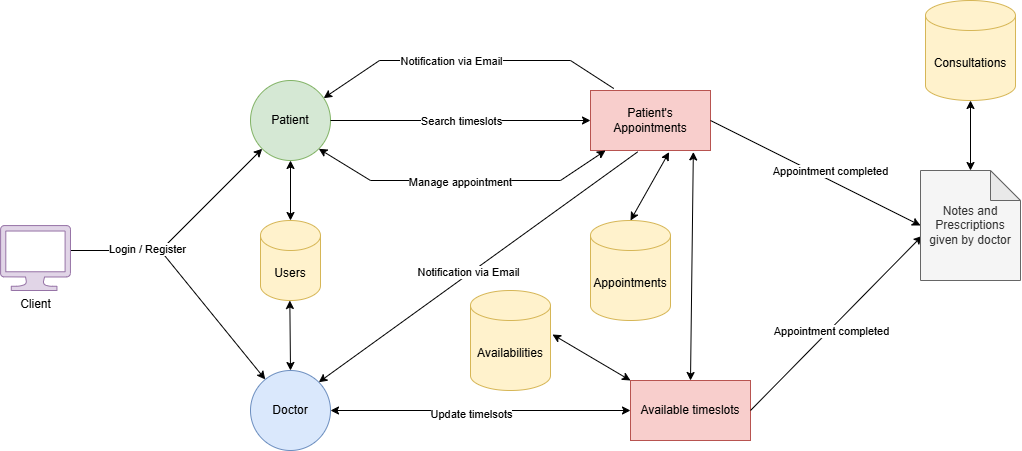 Consultations
Notification via Email
Patient
Search timeslots
Patient's
Appointments
Appointment completed
Manage appointment
Notes and
Prescriptions
given by doctor
Login / Register
Users
Notification via Email
Appointments
Client
Availabilities
Appointment completed
Doctor
Update timelsots
Available timeslots